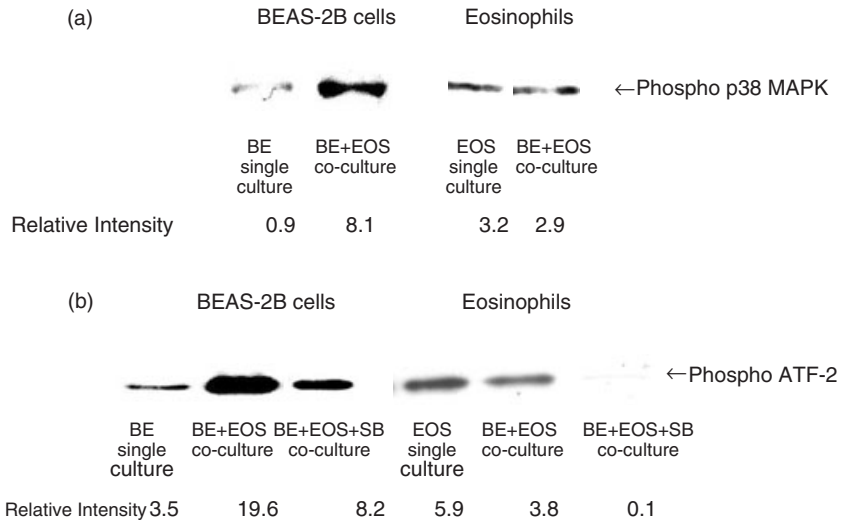 (a)
BEAS-2B cells Eosinophils
←Phospho p38 MAPK
BE single culture
BE+EOS co-culture
EOS single culture
BE+EOS co-culture
Relative Intensity 0.9 8.1 3.2 2.9
(b)
BEAS-2B cells Eosinophils
←Phospho ATF-2
BE single culture
BE+EOS co-culture
BE+EOS+SB co-culture
EOS single culture
BE+EOS co-culture
BE+EOS+SB co-culture
Relative Intensity 3.5 19.6 8.2 5.9 3.8 0.1